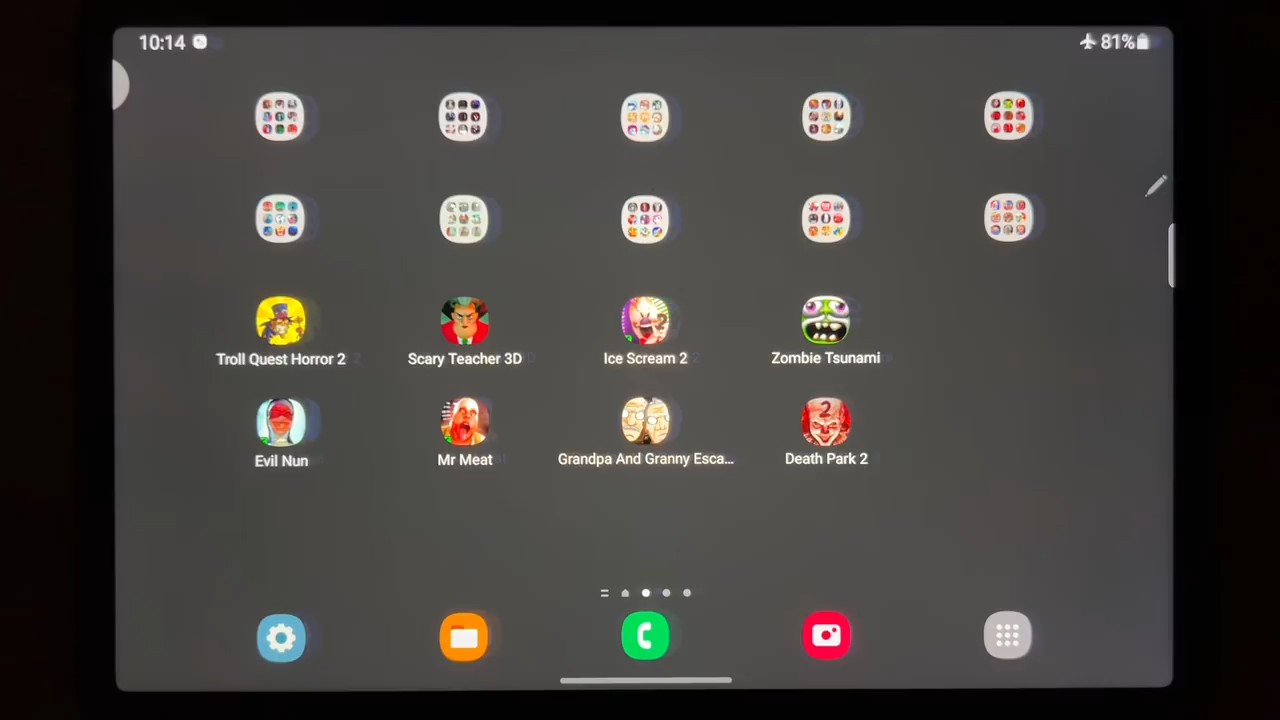 10:14
81%
Troll Quest Horror 2
Scary Teacher 3D
Ice Scream 2
Zombie Tsunami
Evil Nun
Mr Meat
Grandpa And Granny Esca...
Death Park 2